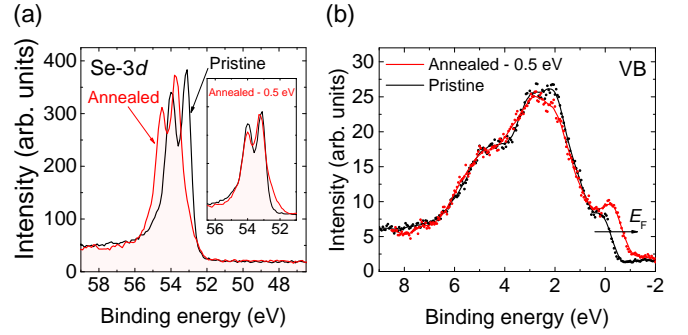 (a)
Se-3d
Pristine
Annealed
Annealed - 0.5 eV
56 54 52
400
300
200
100
0
58 56 54 52 50 48
Intensity (arb. units)
Binding energy (eV)
(b)
Annealed - 0.5 eV
Pristine
VB
E_F
30
25
20
15
10
5
0
8 6 4 2 0 -2
Intensity (arb. units)
Binding energy (eV)